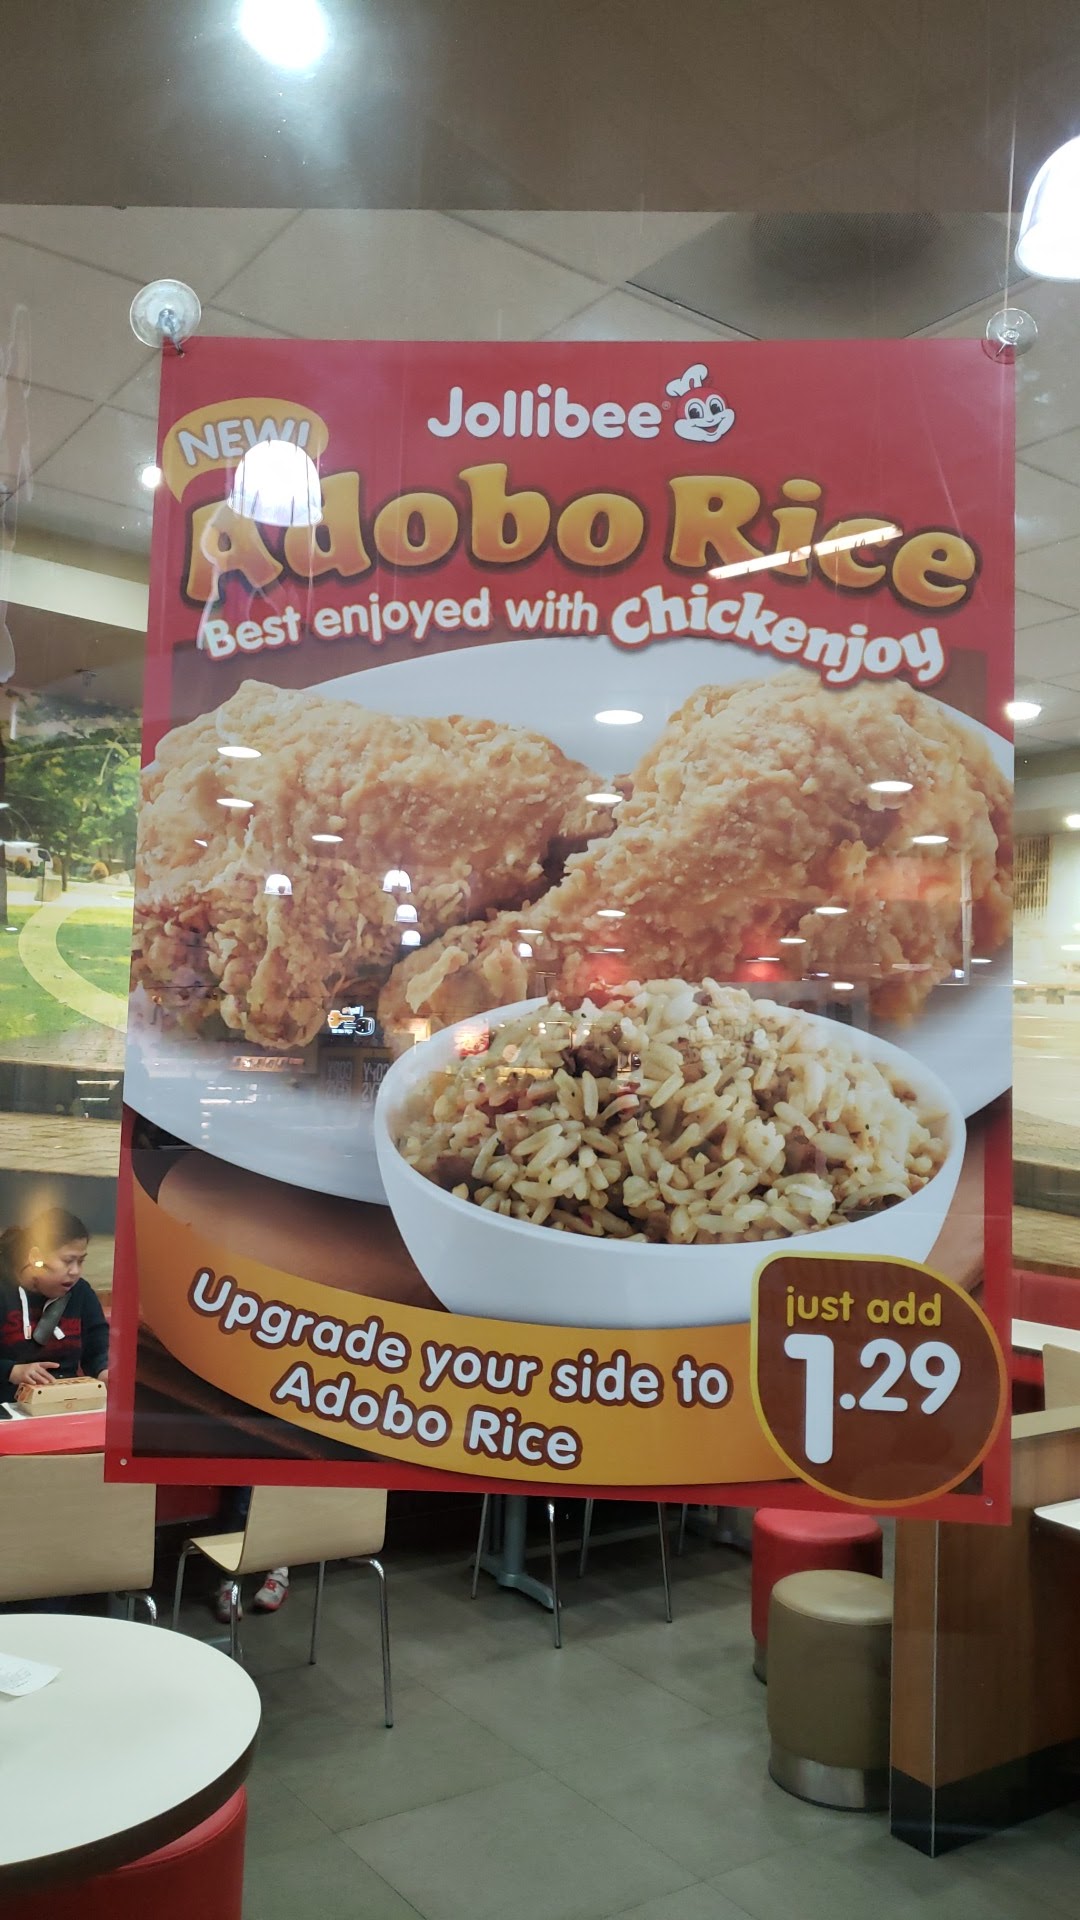 Jollibee®
NEW!
Adobo Rice
Best enjoyed with Chickenjoy
Upgrade your side to
Adobo Rice
just add
1.29